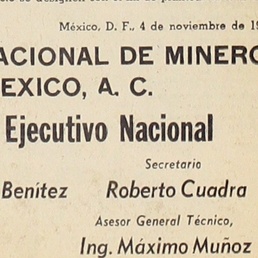 México, D. F., 4 de noviembre de 19
ACIONAL DE MINERO
EXICO, A. C.
Ejecutivo Nacional
Secretario
Benítez Roberto Cuadra
Asesor General Técnico,
Ing. Máximo Muñoz